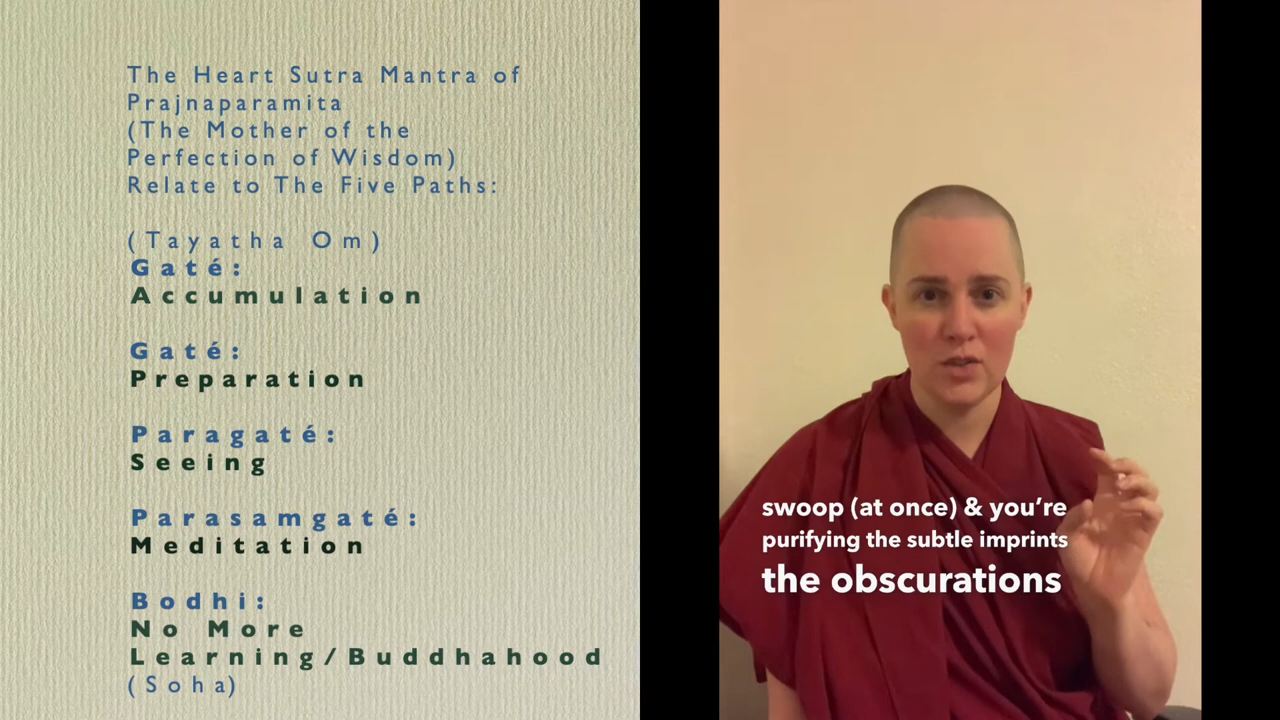 The Heart Sutra Mantra of
Prajnaparamita
(The Mother of the
Perfection of Wisdom)
Relate to The Five Paths:
(Tayatha Om)
Gaté:
Accumulation
Gaté:
Preparation
Paragaté:
Seeing
Parasamgaté:
Meditation
Bodhi:
No More
Learning/Buddhahood
(Soha)
swoop (at once) & you’re
purifying the subtle imprints
the obscurations